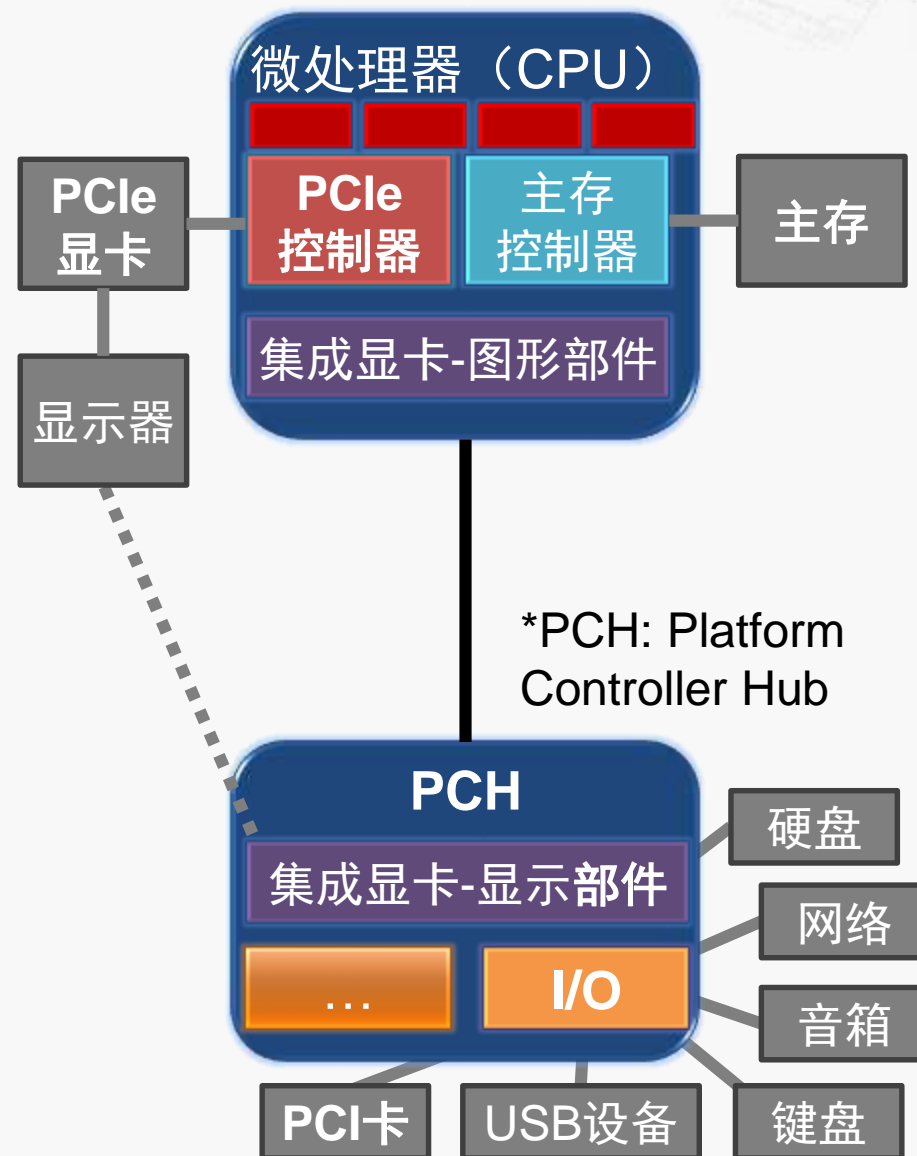 微处理器（CPU）
PCIe
显卡
PCIe
控制器
主存
控制器
主存
集成显卡-图形部件
显示器
*PCH: Platform
Controller Hub
PCH
硬盘
集成显卡-显示部件
网络
…
I/O
音箱
PCI卡
USB设备
键盘